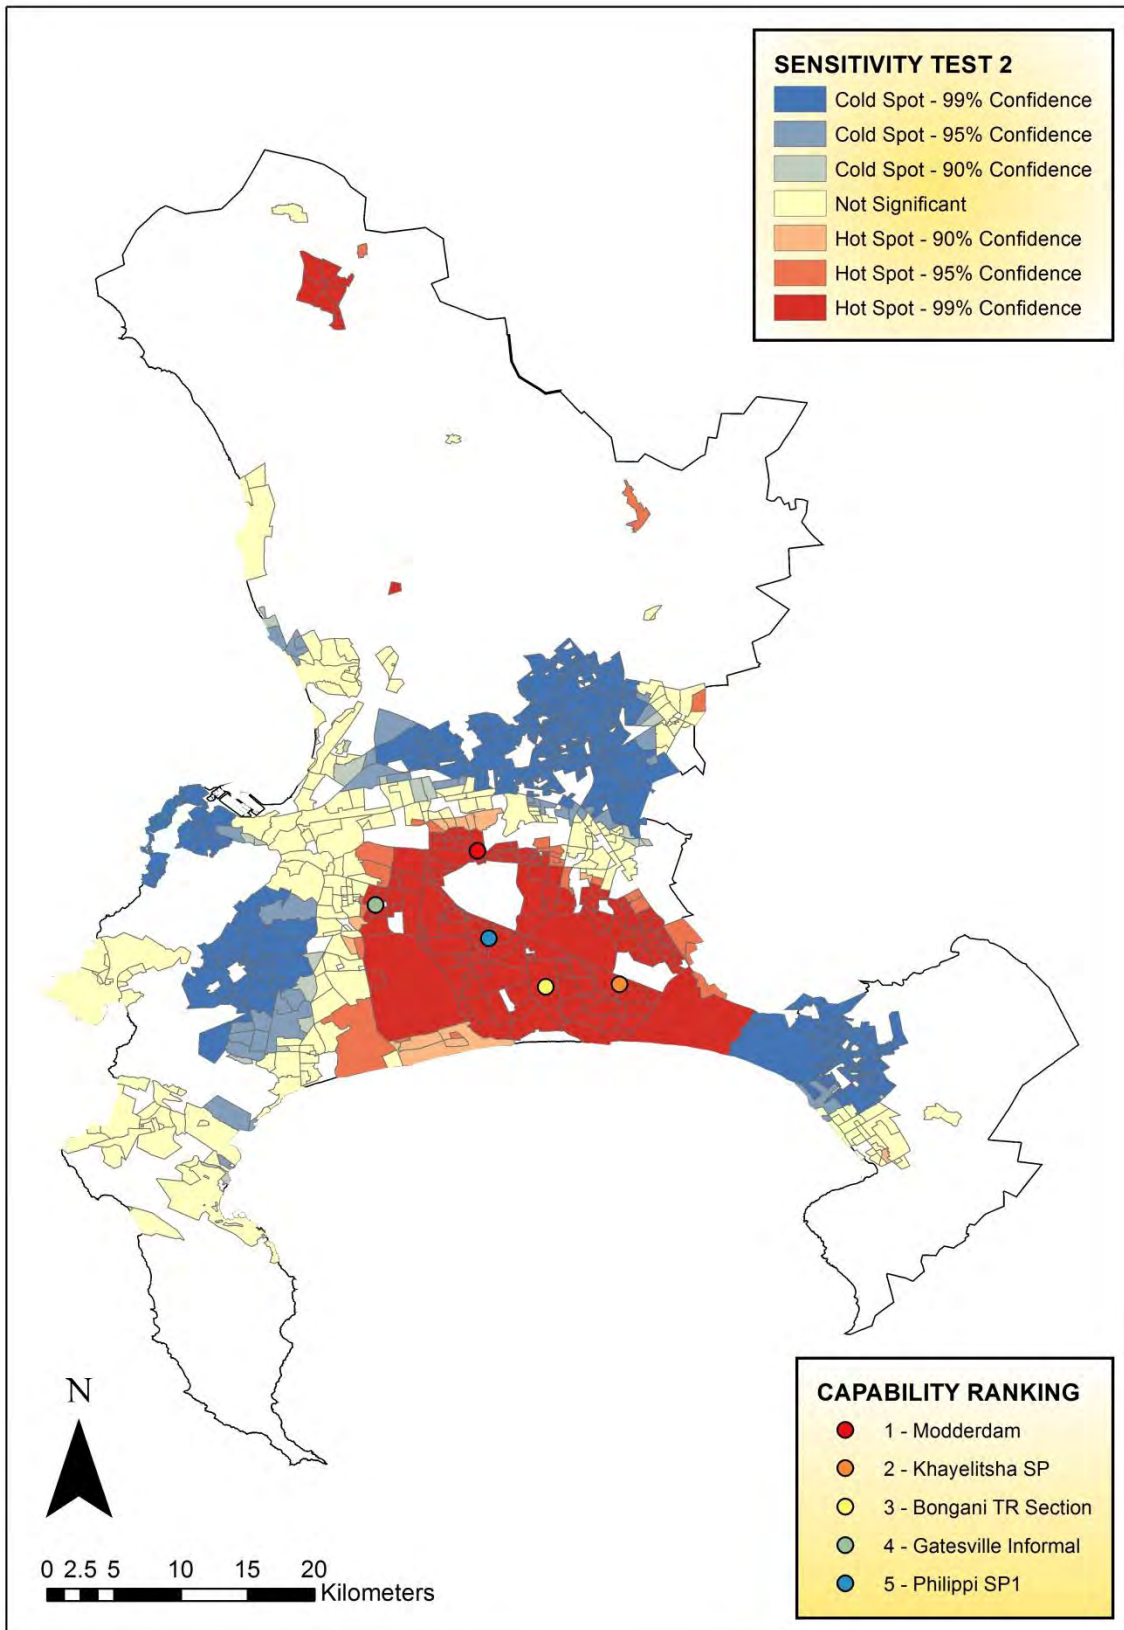 SENSITIVITY TEST 2
Cold Spot - 99% Confidence
Cold Spot - 95% Confidence
Cold Spot - 90% Confidence
Not Significant
Hot Spot - 90% Confidence
Hot Spot - 95% Confidence
Hot Spot - 99% Confidence
N
0 2.5 5 10 15 20
Kilometers
CAPABILITY RANKING
1 - Modderdam
2 - Khayelitsha SP
3 - Bongani TR Section
4 - Gatesville Informal
5 - Philippi SP1